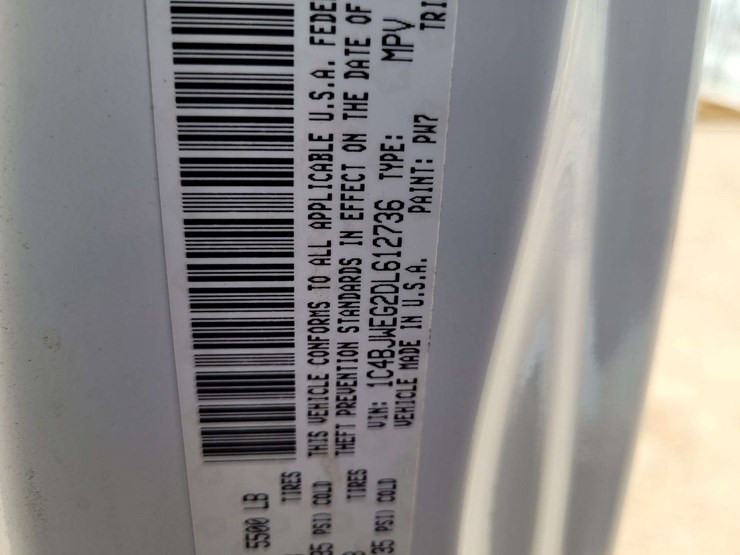 5500 LB
TIRES
35 PSI) COLD
TIRES
35 PSI) COLD
THIS VEHICLE CONFORMS TO ALL APPLICABLE U.S.A. FEDE
THEFT PREVENTION STANDARDS IN EFFECT ON THE DATE OF
VIN: 1C4BJWEG2DL612736 TYPE: MPV
VEHICLE MADE IN U.S.A. PAINT: PW7 TRI